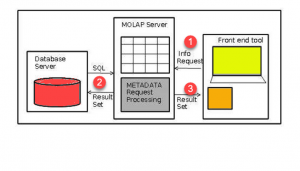 MOLAP Server
Database
Server
SQL
2
Result
Set
METADATA
Request
Processing
1
Info
Request
3
Result
Set
Front end tool